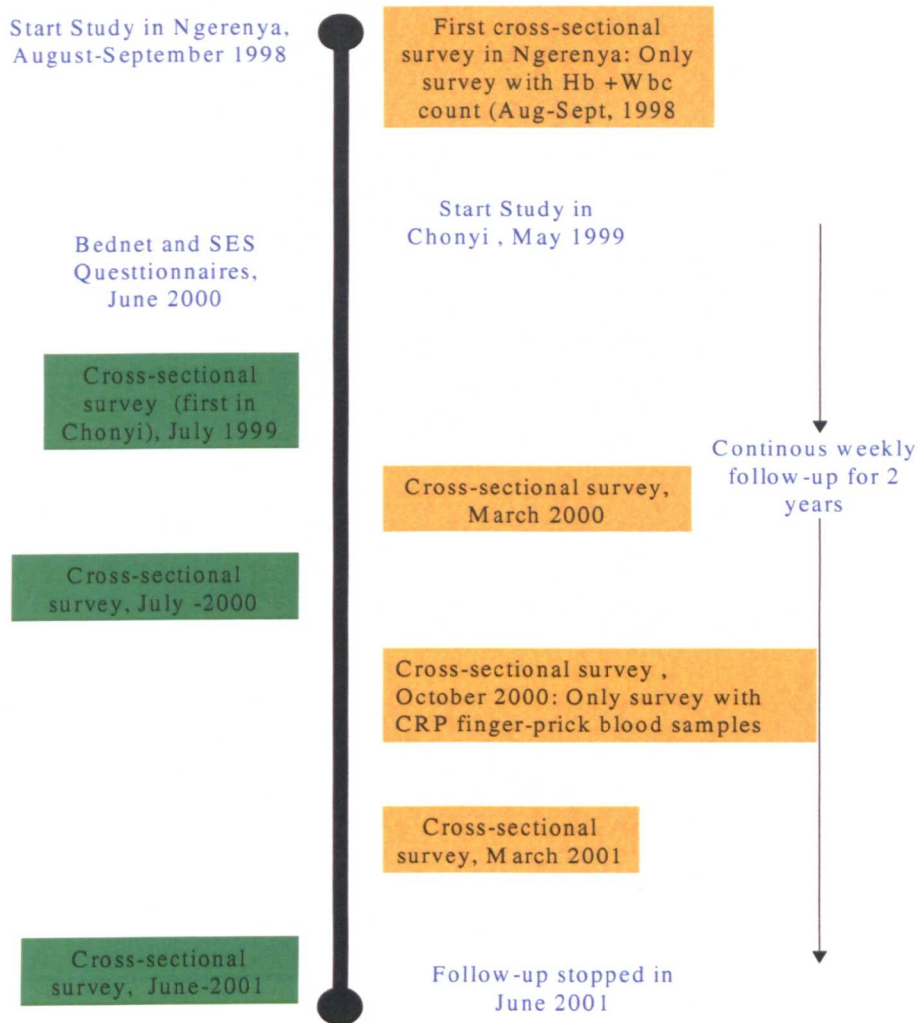 Start Study in Ngerenya,
August-September 1998
First cross-sectional
survey in Ngerenya: Only
survey with Hb +Wbc
count (Aug-Sept, 1998
Start Study in
Chonyi , May 1999
Bednet and SES
Questtionnaires,
June 2000
Cross-sectional
survey (first in
Chonyi), July 1999
Continous weekly
follow-up for 2
years
Cross-sectional survey,
March 2000
Cross-sectional
survey, July -2000
Cross-sectional survey ,
October 2000: Only survey with
CRP finger-prick blood samples
Cross-sectional
survey, March 2001
Cross-sectional
survey, June-2001
Follow-up stopped in
June 2001